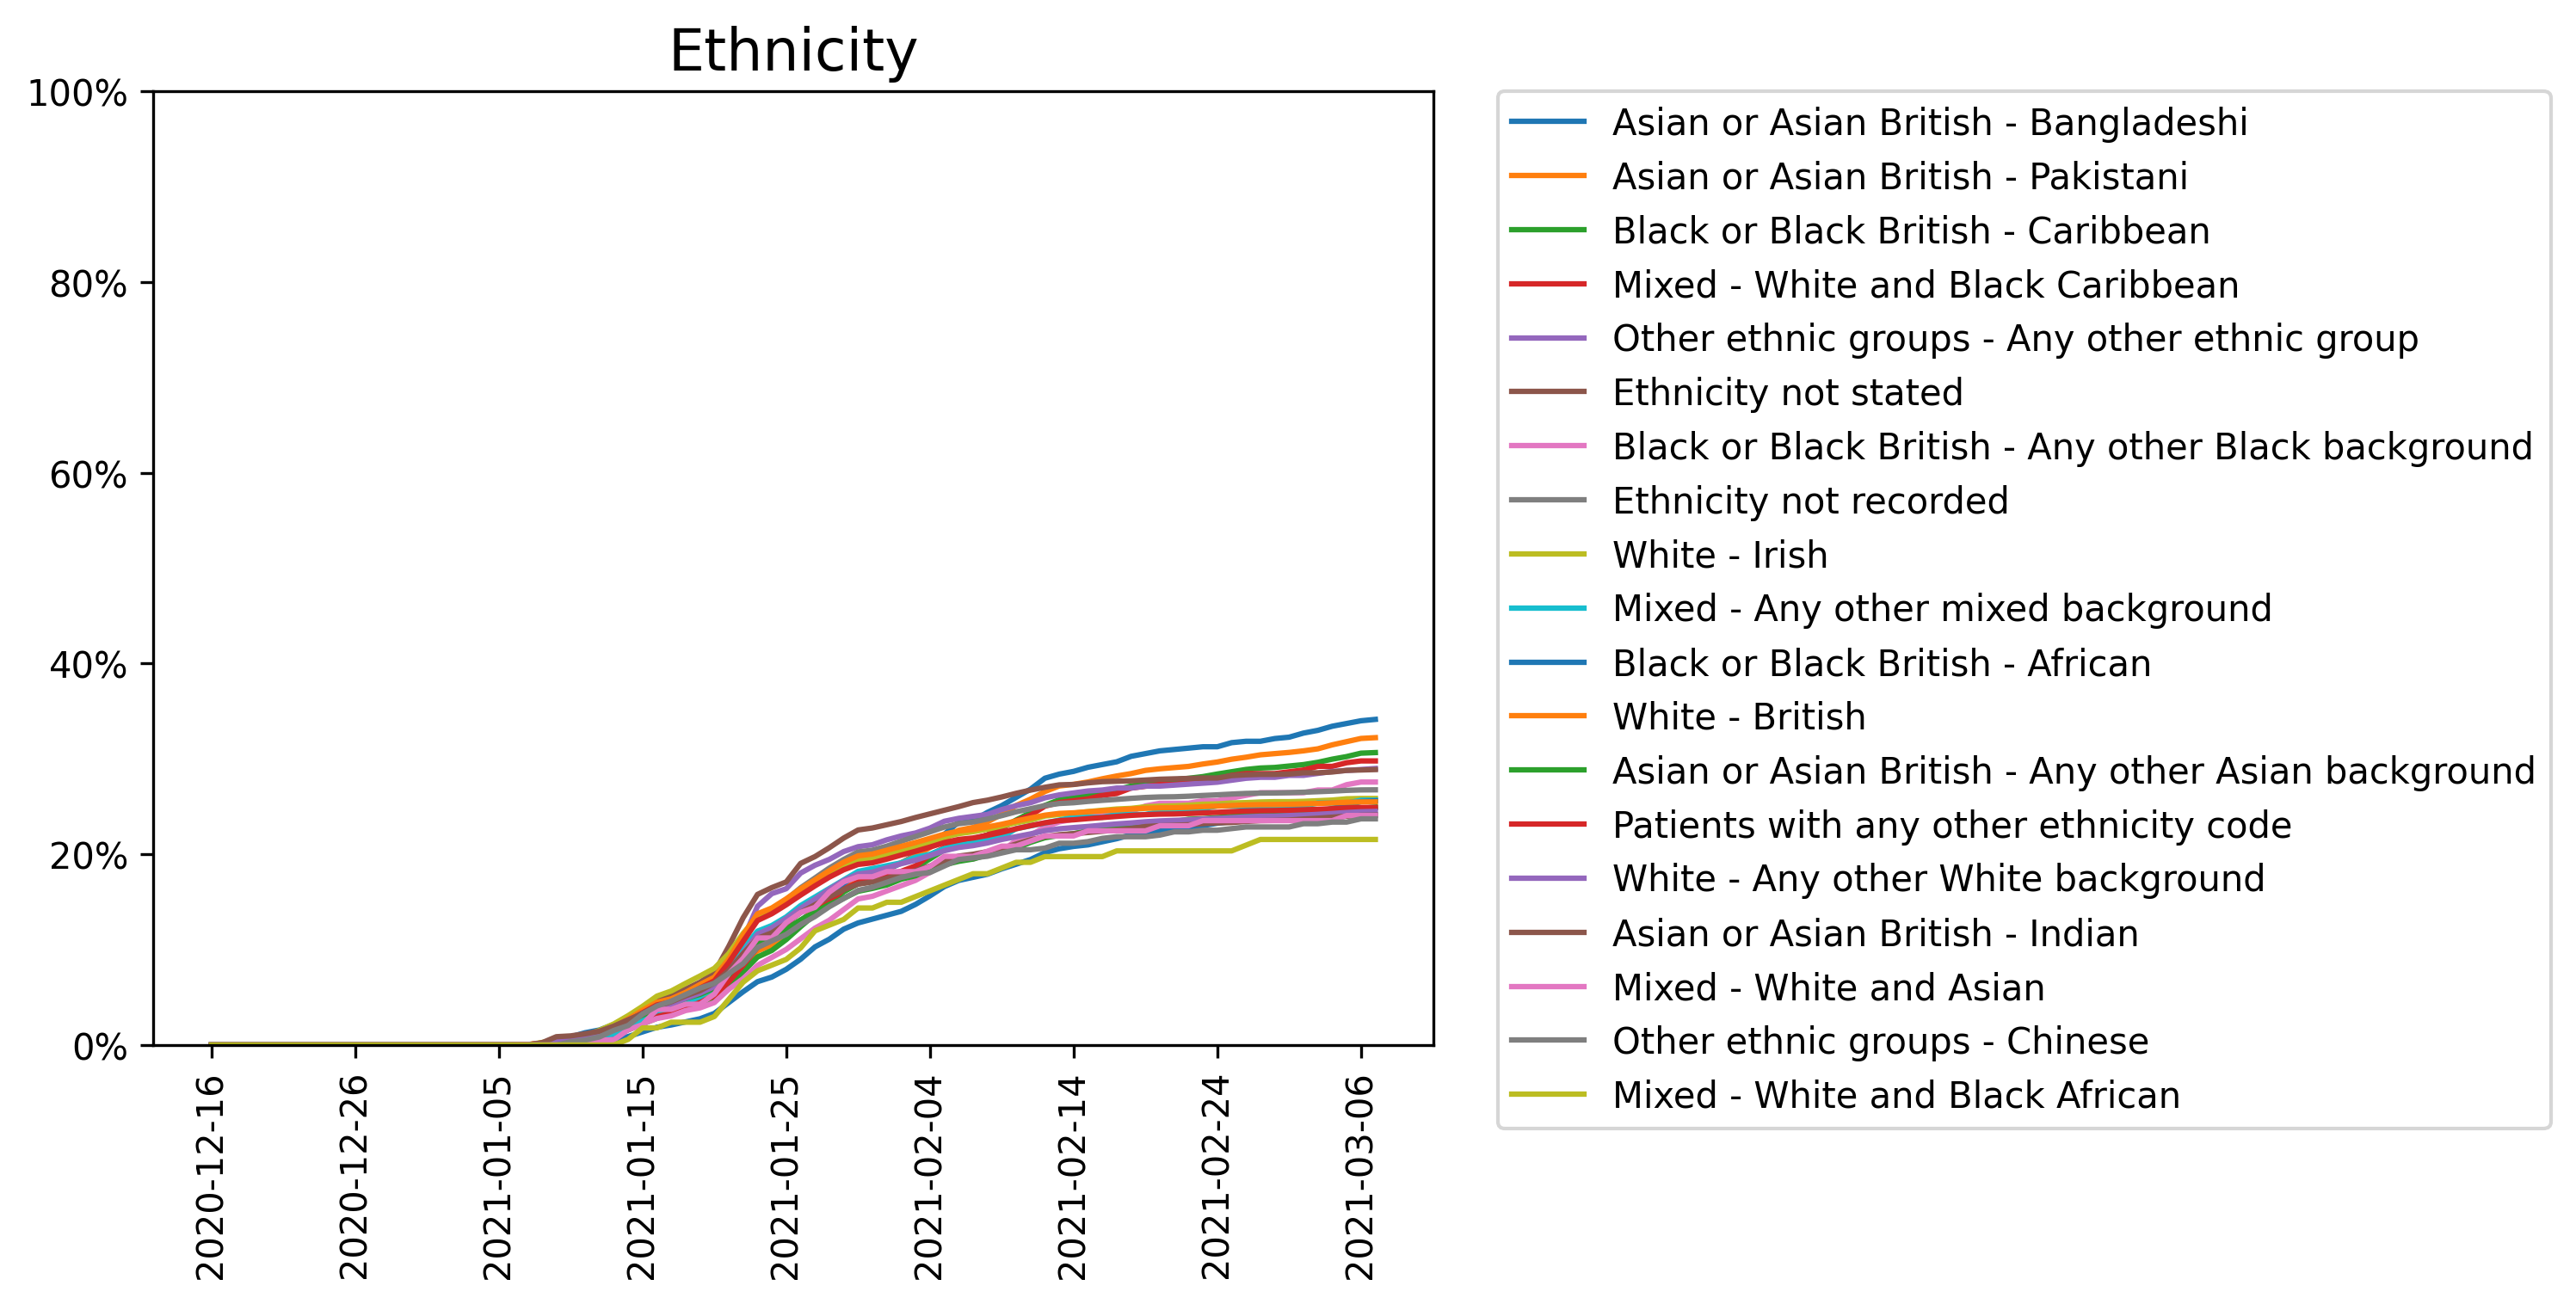 Ethnicity
100%
80%
60%
40%
20%
0%
2020-12-16
2020-12-26
2021-01-05
2021-01-15
2021-01-25
2021-02-04
2021-02-14
2021-02-24
2021-03-06
Asian or Asian British - Bangladeshi
Asian or Asian British - Pakistani
Black or Black British - Caribbean
Mixed - White and Black Caribbean
Other ethnic groups - Any other ethnic group
Ethnicity not stated
Black or Black British - Any other Black background
Ethnicity not recorded
White - Irish
Mixed - Any other mixed background
Black or Black British - African
White - British
Asian or Asian British - Any other Asian background
Patients with any other ethnicity code
White - Any other White background
Asian or Asian British - Indian
Mixed - White and Asian
Other ethnic groups - Chinese
Mixed - White and Black African